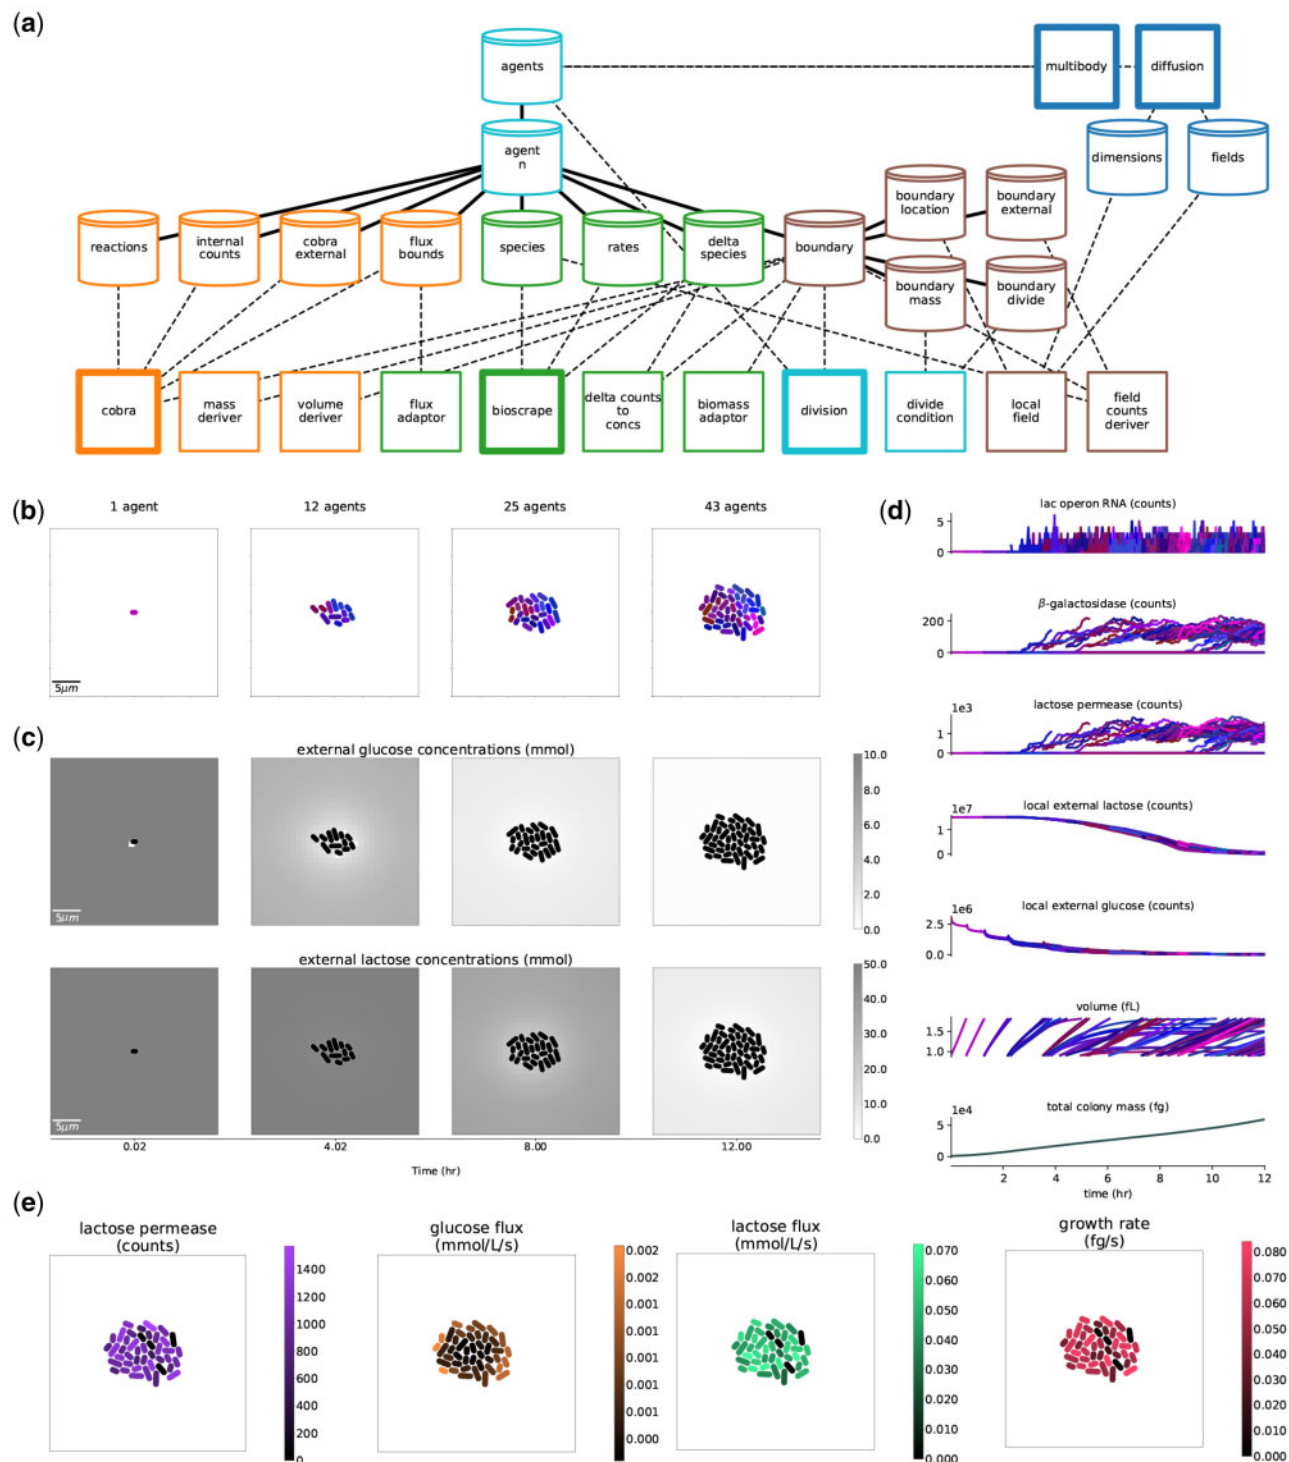 (a)
agents
multibody
diffusion
agent
n
dimensions
fields
boundary
location
boundary
external
reactions
internal
counts
cobra
external
flux
bounds
species
rates
delta
species
boundary
boundary
mass
boundary
divide
cobra
mass
deriver
volume
deriver
flux
adaptor
bioscrape
delta counts
to
concs
biomass
adaptor
division
divide
condition
local
field
field
counts
deriver
(b)
1 agent
12 agents
25 agents
43 agents
5μm
(c)
external glucose concentrations (mmol)
10.0
8.0
6.0
4.0
2.0
0.0
5μm
external lactose concentrations (mmol)
50.0
40.0
30.0
20.0
10.0
0.0
5μm
0.02
4.02
8.00
12.00
Time (hr)
(d)
lac operon RNA (counts)
5
0
β-galactosidase (counts)
200
0
lactose permease (counts)
1e3
1
0
local external lactose (counts)
1e7
1
0
local external glucose (counts)
1e6
2.5
0.0
volume (fL)
1.5
1.0
total colony mass (fg)
1e4
5
0
2 4 6 8 10 12
time (hr)
(e)
lactose permease
(counts)
1400
1200
1000
800
600
400
200
0
glucose flux
(mmol/L/s)
0.002
0.002
0.001
0.001
0.001
0.001
0.001
0.000
lactose flux
(mmol/L/s)
0.070
0.060
0.050
0.040
0.030
0.020
0.010
0.000
growth rate
(fg/s)
0.080
0.070
0.060
0.050
0.040
0.030
0.020
0.010
0.000